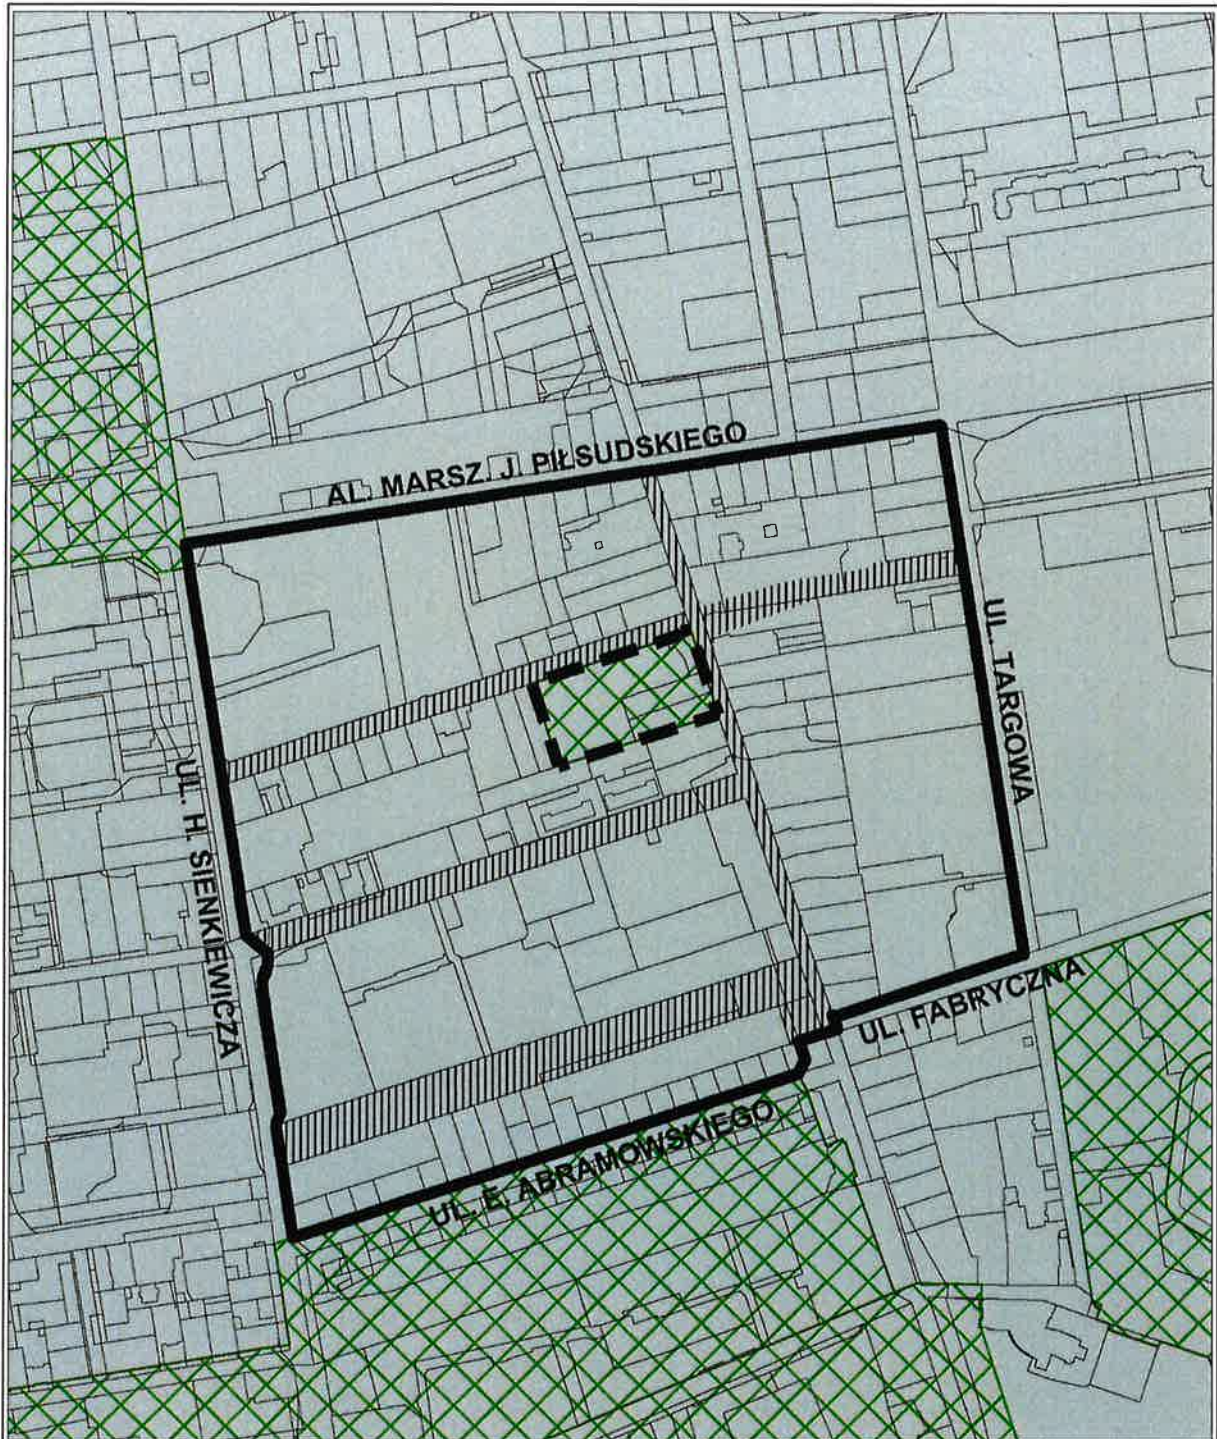 AL. MARSZ. J. PIŁSUDSKIEGO
UL. TARGOWA
UL. H. SIENKIEWICZA
UL. FABRYCZNA
UL. E. ABRAMOWSKIEGO